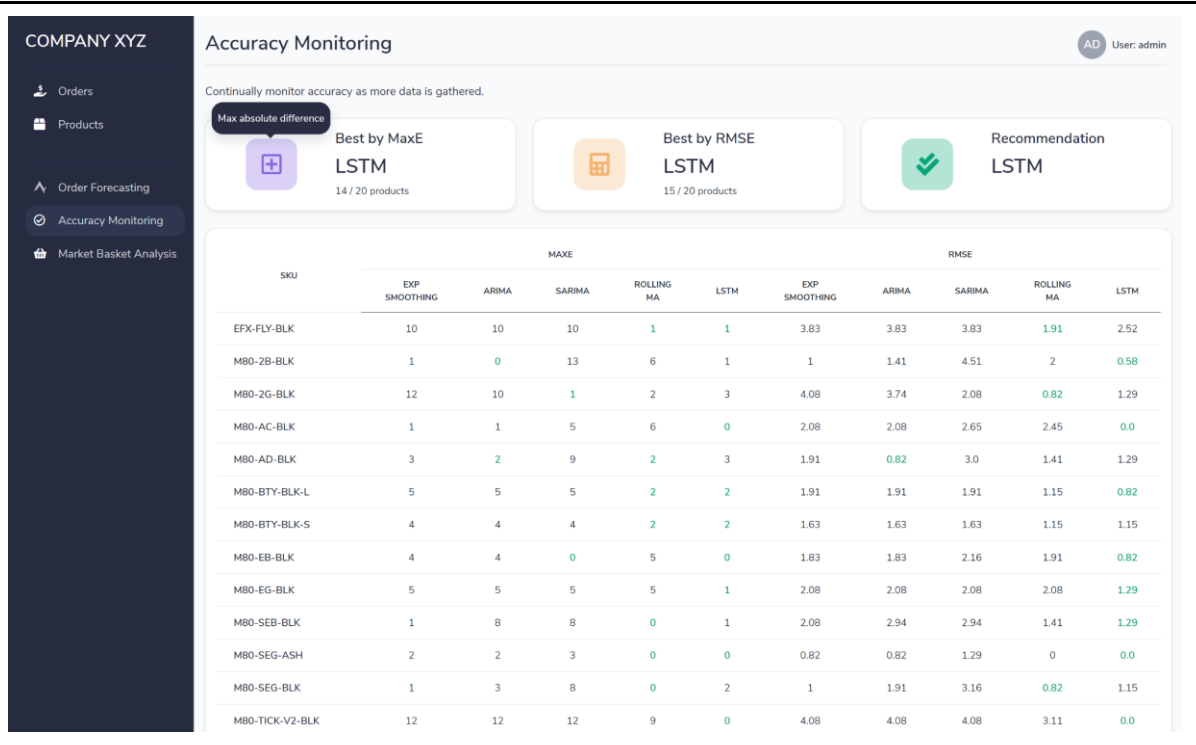 COMPANY XYZ
Orders
Products
Order Forecasting
Accuracy Monitoring
Market Basket Analysis
Accuracy Monitoring
AD User: admin
Continually monitor accuracy as more data is gathered.
Max absolute difference
Best by MaxE
LSTM
14 / 20 products
Best by RMSE
LSTM
15 / 20 products
Recommendation
LSTM
SKU MAXE RMSE
EXP SMOOTHING ARIMA SARIMA ROLLING MA LSTM EXP SMOOTHING ARIMA SARIMA ROLLING MA LSTM
EFX-FLY-BLK 10 10 10 1 1 3.83 3.83 3.83 1.91 2.52
M80-2B-BLK 1 0 13 6 1 1 1.41 4.51 2 0.58
M80-2G-BLK 12 10 1 2 3 4.08 3.74 2.08 0.82 1.29
M80-AC-BLK 1 1 5 6 0 2.08 2.08 2.65 2.45 0.0
M80-AD-BLK 3 2 9 2 3 1.91 0.82 3.0 1.41 1.29
M80-BTY-BLK-L 5 5 5 2 2 1.91 1.91 1.91 1.15 0.82
M80-BTY-BLK-S 4 4 4 2 2 1.63 1.63 1.63 1.15 1.15
M80-EB-BLK 4 4 0 5 0 1.83 1.83 2.16 1.91 0.82
M80-EG-BLK 5 5 5 5 1 2.08 2.08 2.08 2.08 1.29
M80-SEB-BLK 1 8 8 0 1 2.08 2.94 2.94 1.41 1.29
M80-SEG-ASH 2 2 3 0 0 0.82 0.82 1.29 0 0.0
M80-SEG-BLK 1 3 8 0 2 1 1.91 3.16 0.82 1.15
M80-TICK-V2-BLK 12 12 12 9 0 4.08 4.08 4.08 3.11 0.0